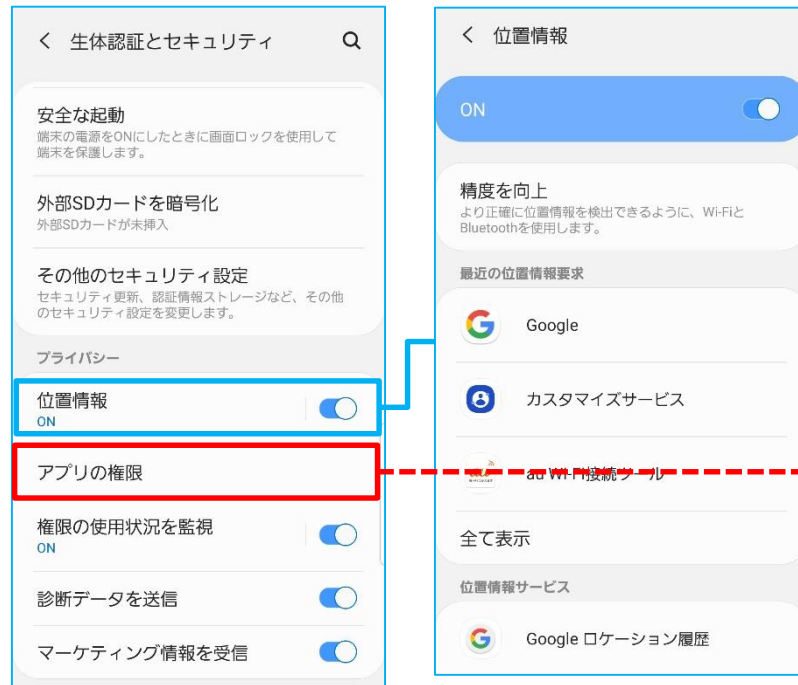 生体認証とセキュリティ
安全な起動
端末の電源をONにしたときに画面ロックを使用して
端末を保護します。
外部SDカードを暗号化
外部SDカードが未挿入
その他のセキュリティ設定
セキュリティ更新、認証情報ストレージなど、その他
のセキュリティ設定を変更します。
プライバシー
位置情報
ON
アプリの権限
権限の使用状況を監視
ON
診断データを送信
マーケティング情報を受信
位置情報
ON
精度を向上
より正確に位置情報を検出できるように、Wi-Fiと
Bluetoothを使用します。
最近の位置情報要求
Google
カスタマイズサービス
au Wi-Fi接続ツール
全て表示
位置情報サービス
Google ロケーション履歴